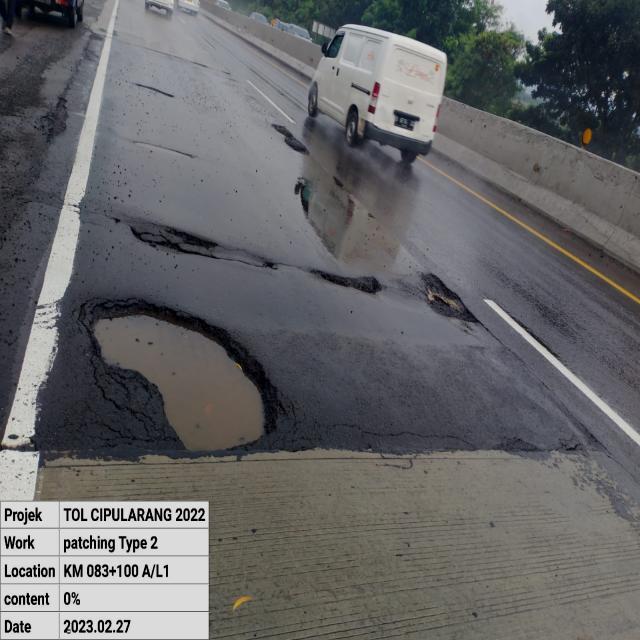 Projek TOL CIPULARANG 2022
Work patching Type 2
Location KM 083+100 A/L1
content 0%
Date 2023.02.27